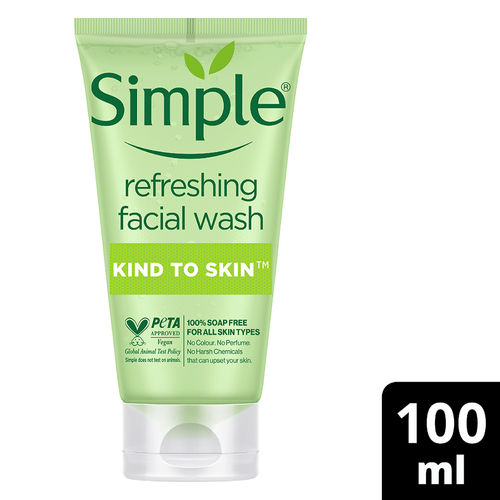 Simple®
refreshing
facial wash
KIND TO SKIN™
PeTA
APPROVED
Vegan
Global Animal Test Policy
Simple does not test on animals.
100% SOAP FREE
FOR ALL SKIN TYPES
No Colour. No Perfume.
No Harsh Chemicals
that can upset your skin.
100
ml